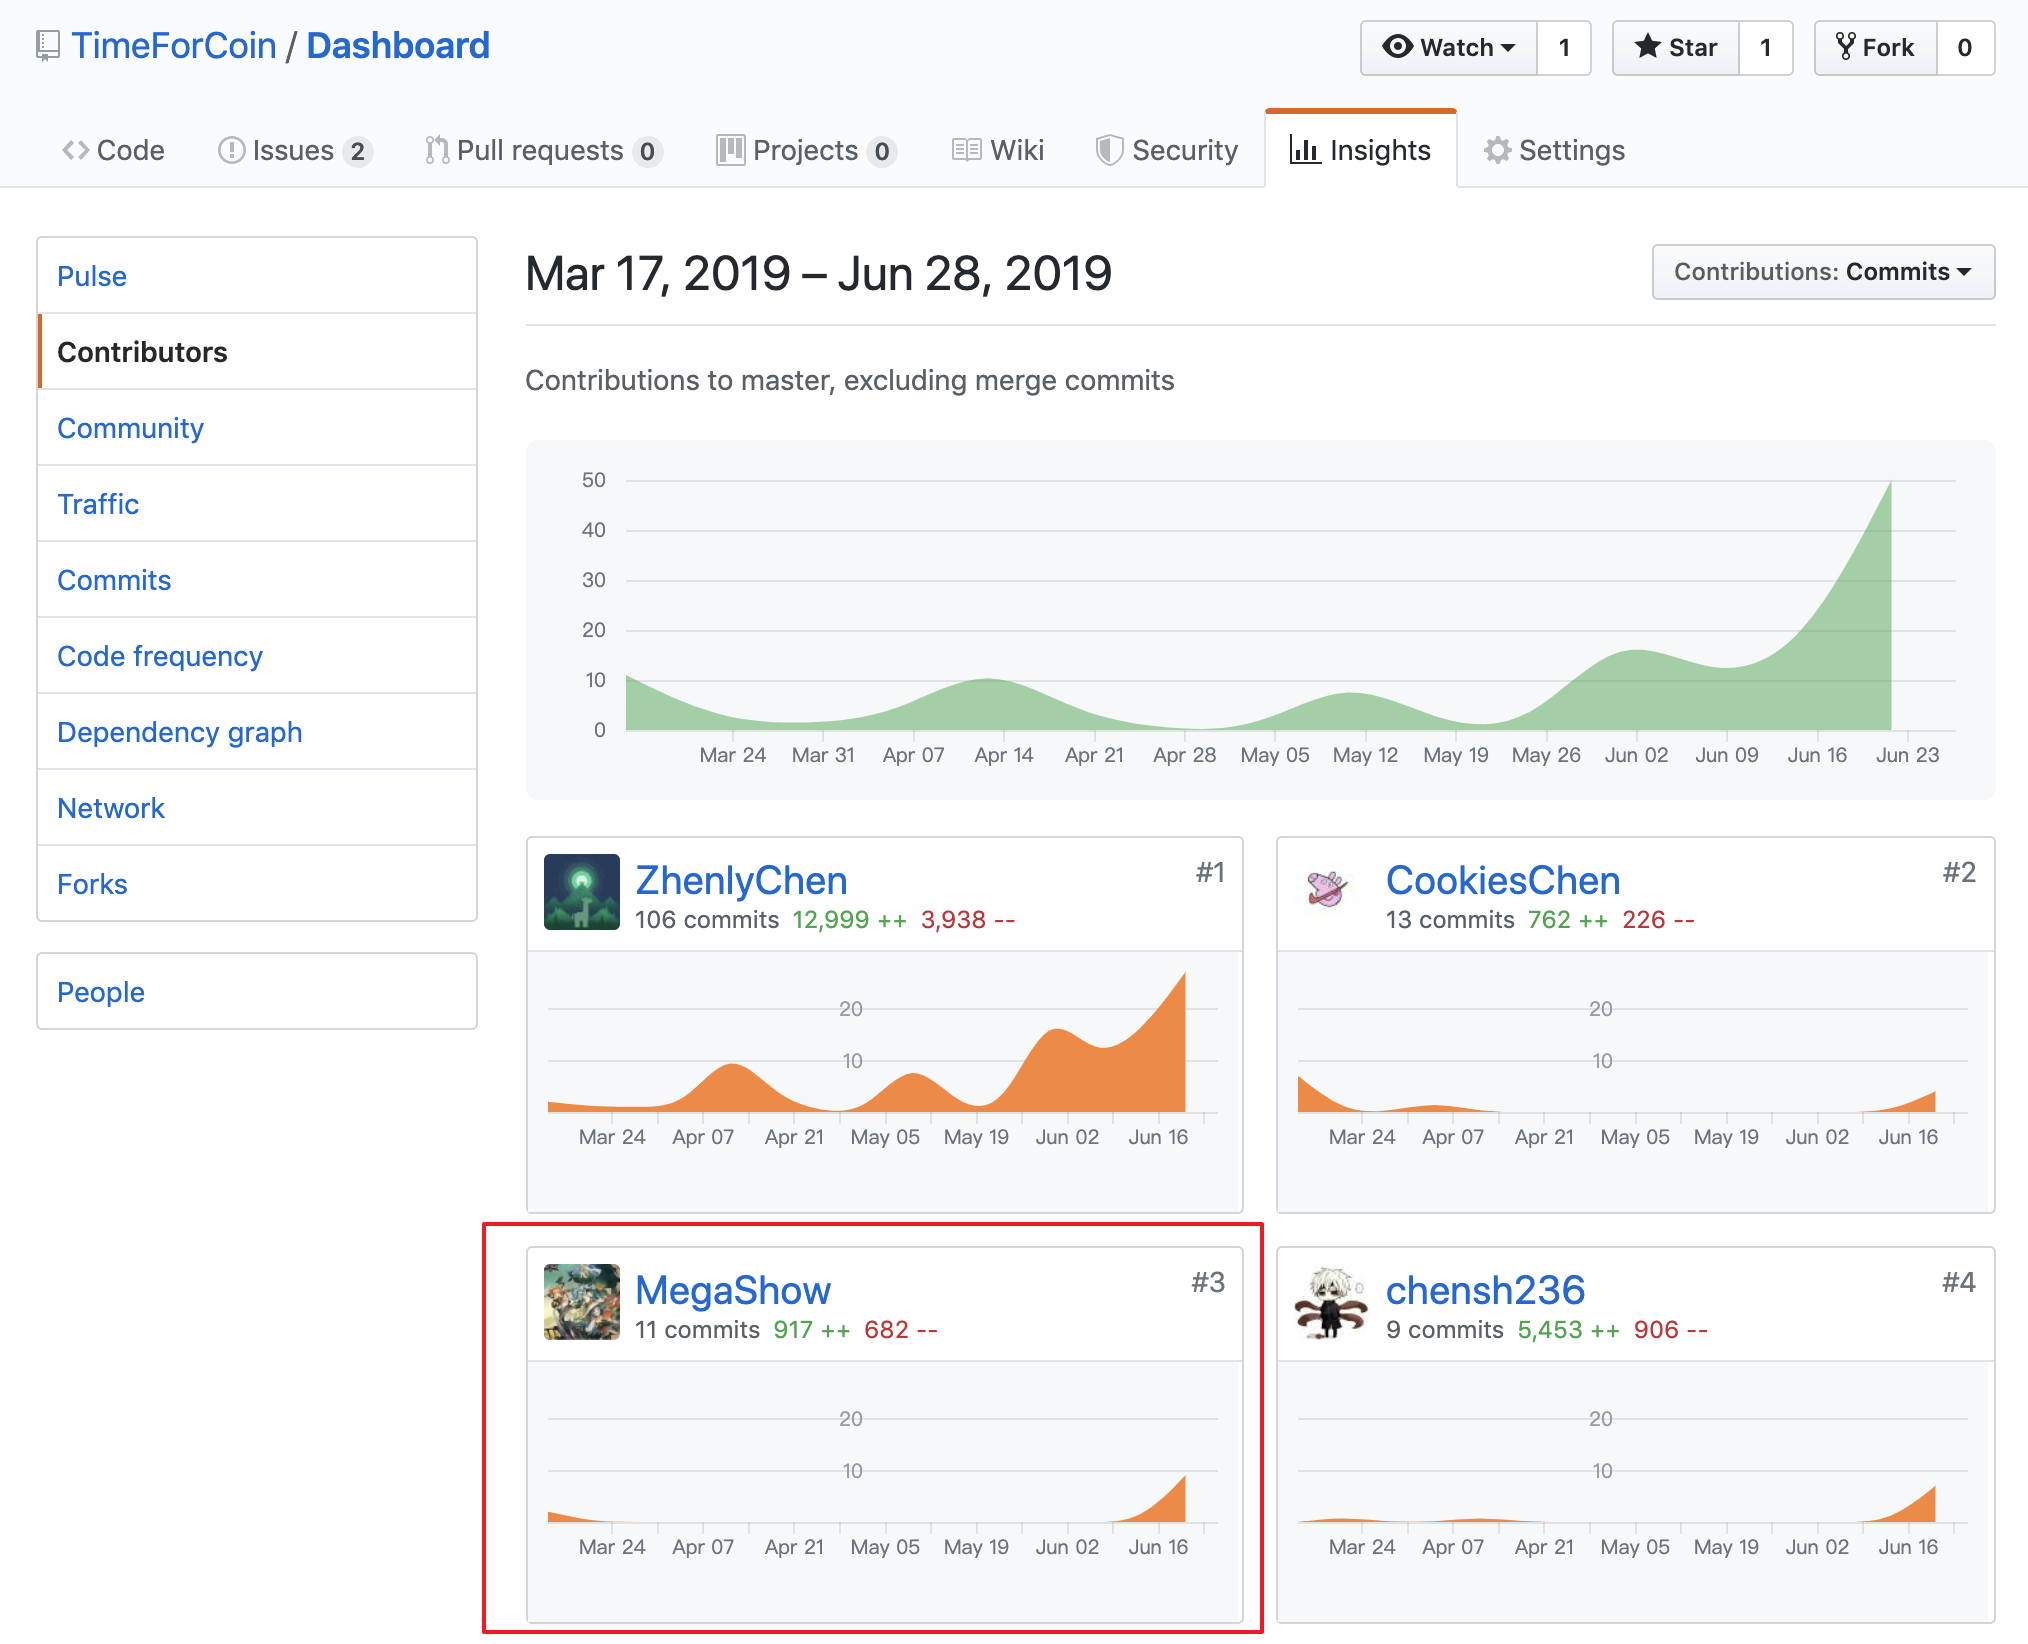 TimeForCoin / Dashboard
Watch 1 Star 1 Fork 0
Code Issues 2 Pull requests 0 Projects 0 Wiki Security Insights Settings
Pulse
Contributors
Community
Traffic
Commits
Code frequency
Dependency graph
Network
Forks
People
Mar 17, 2019 – Jun 28, 2019
Contributions: Commits
Contributions to master, excluding merge commits
50
40
30
20
10
0
Mar 24 Mar 31 Apr 07 Apr 14 Apr 21 Apr 28 May 05 May 12 May 19 May 26 Jun 02 Jun 09 Jun 16 Jun 23
ZhenlyChen #1
106 commits 12,999 ++ 3,938 --
20
10
Mar 24 Apr 07 Apr 21 May 05 May 19 Jun 02 Jun 16
CookiesChen #2
13 commits 762 ++ 226 --
20
10
Mar 24 Apr 07 Apr 21 May 05 May 19 Jun 02 Jun 16
MegaShow #3
11 commits 917 ++ 682 --
20
10
Mar 24 Apr 07 Apr 21 May 05 May 19 Jun 02 Jun 16
chensh236 #4
9 commits 5,453 ++ 906 --
20
10
Mar 24 Apr 07 Apr 21 May 05 May 19 Jun 02 Jun 16